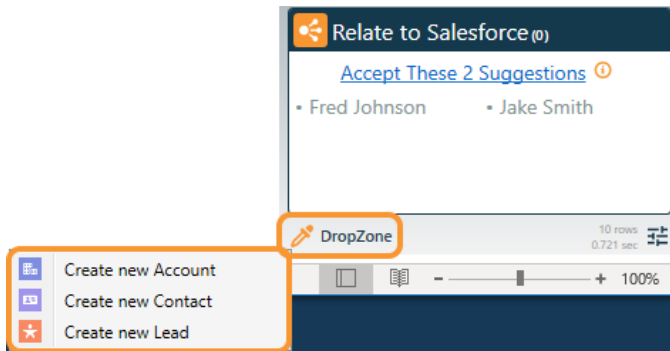 Relate to Salesforce (0)
Accept These 2 Suggestions
▪ Fred Johnson ▪ Jake Smith
DropZone
10 rows
0.721 sec
Create new Account
Create new Contact
Create new Lead
- + 100%